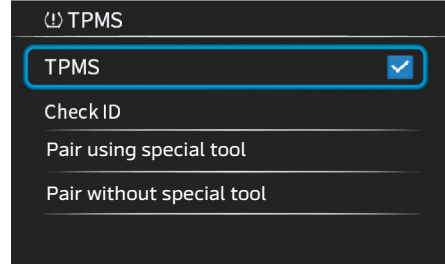 TPMS
TPMS
Check ID
Pair using special tool
Pair without special tool